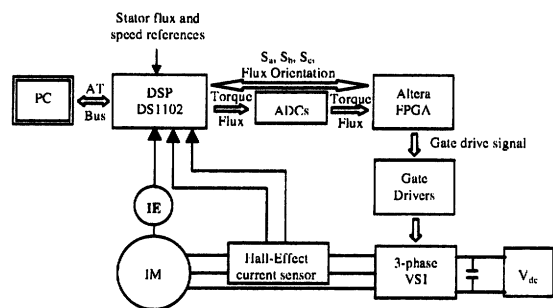 Stator flux and
speed references
PC
AT
Bus
DSP
DS1102
Sa, Sb, Sc,
Flux Orientation
Torque
Flux
ADCs
Torque
Flux
Altera
FPGA
Gate drive signal
Gate
Drivers
IE
IM
Hall-Effect
current sensor
3-phase
VSI
Vdc